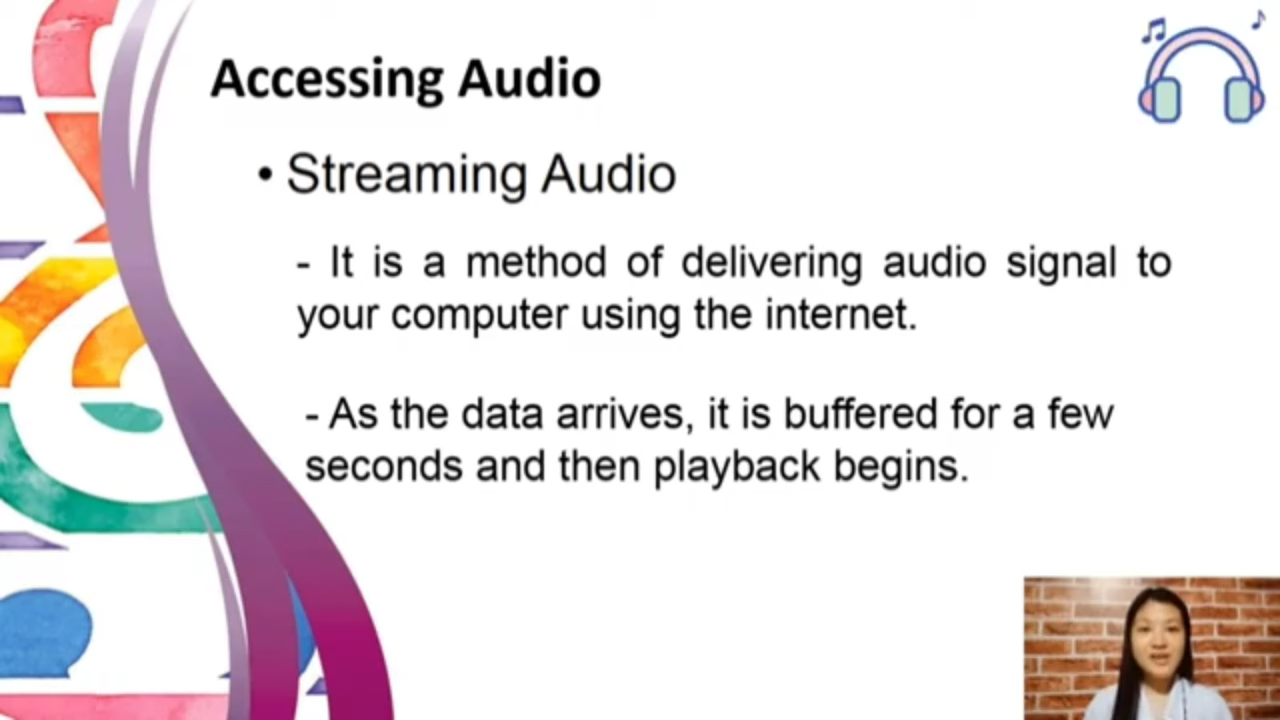 Accessing Audio
• Streaming Audio
- It is a method of delivering audio signal to
your computer using the internet.
- As the data arrives, it is buffered for a few
seconds and then playback begins.